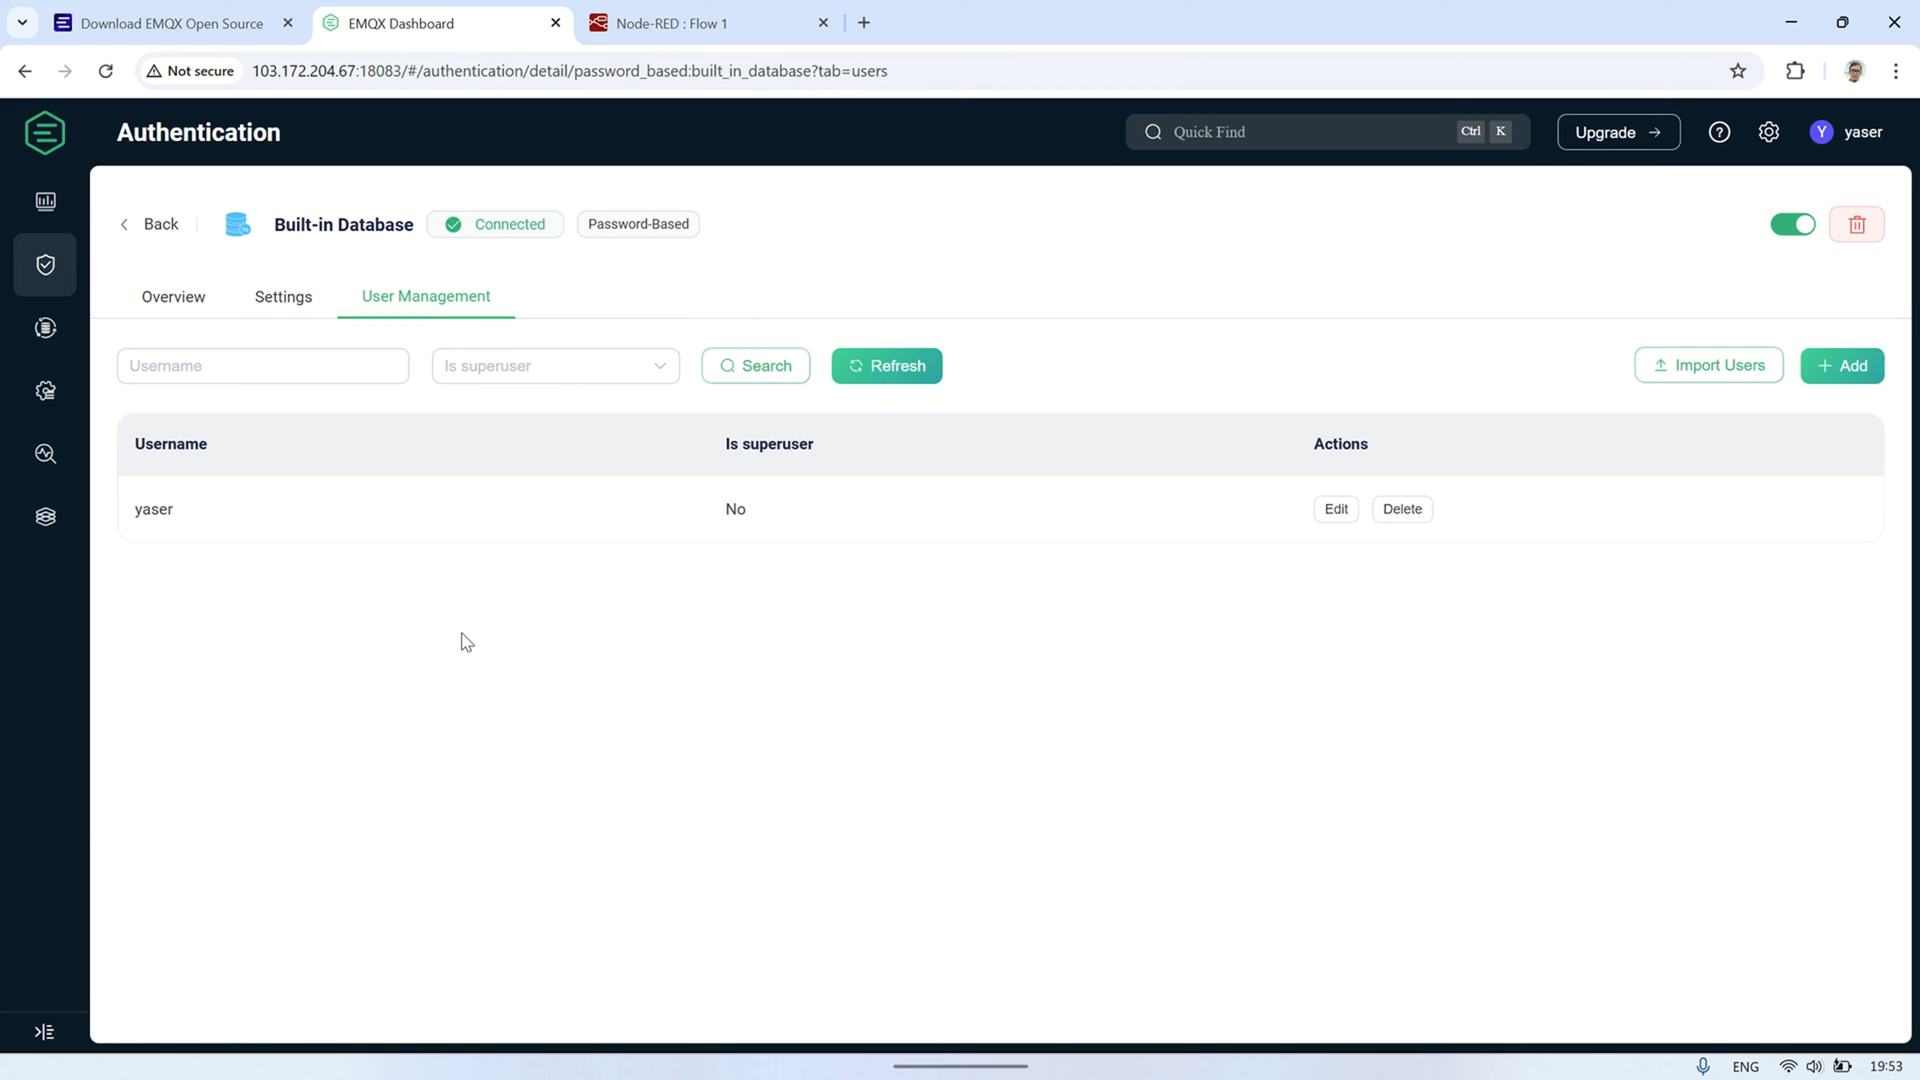 Download EMQX Open Source
EMQX Dashboard
Node-RED : Flow 1
Not secure
103.172.204.67:18083/#/authentication/detail/password_based:built_in_database?tab=users
Authentication
Quick Find
Ctrl K
Upgrade →
Y yaser
Back
Built-in Database
Connected
Password-Based
Overview
Settings
User Management
Username
Is superuser
Search
Refresh
Import Users
+ Add
Username Is superuser Actions
yaser No Edit Delete
ENG
19:53